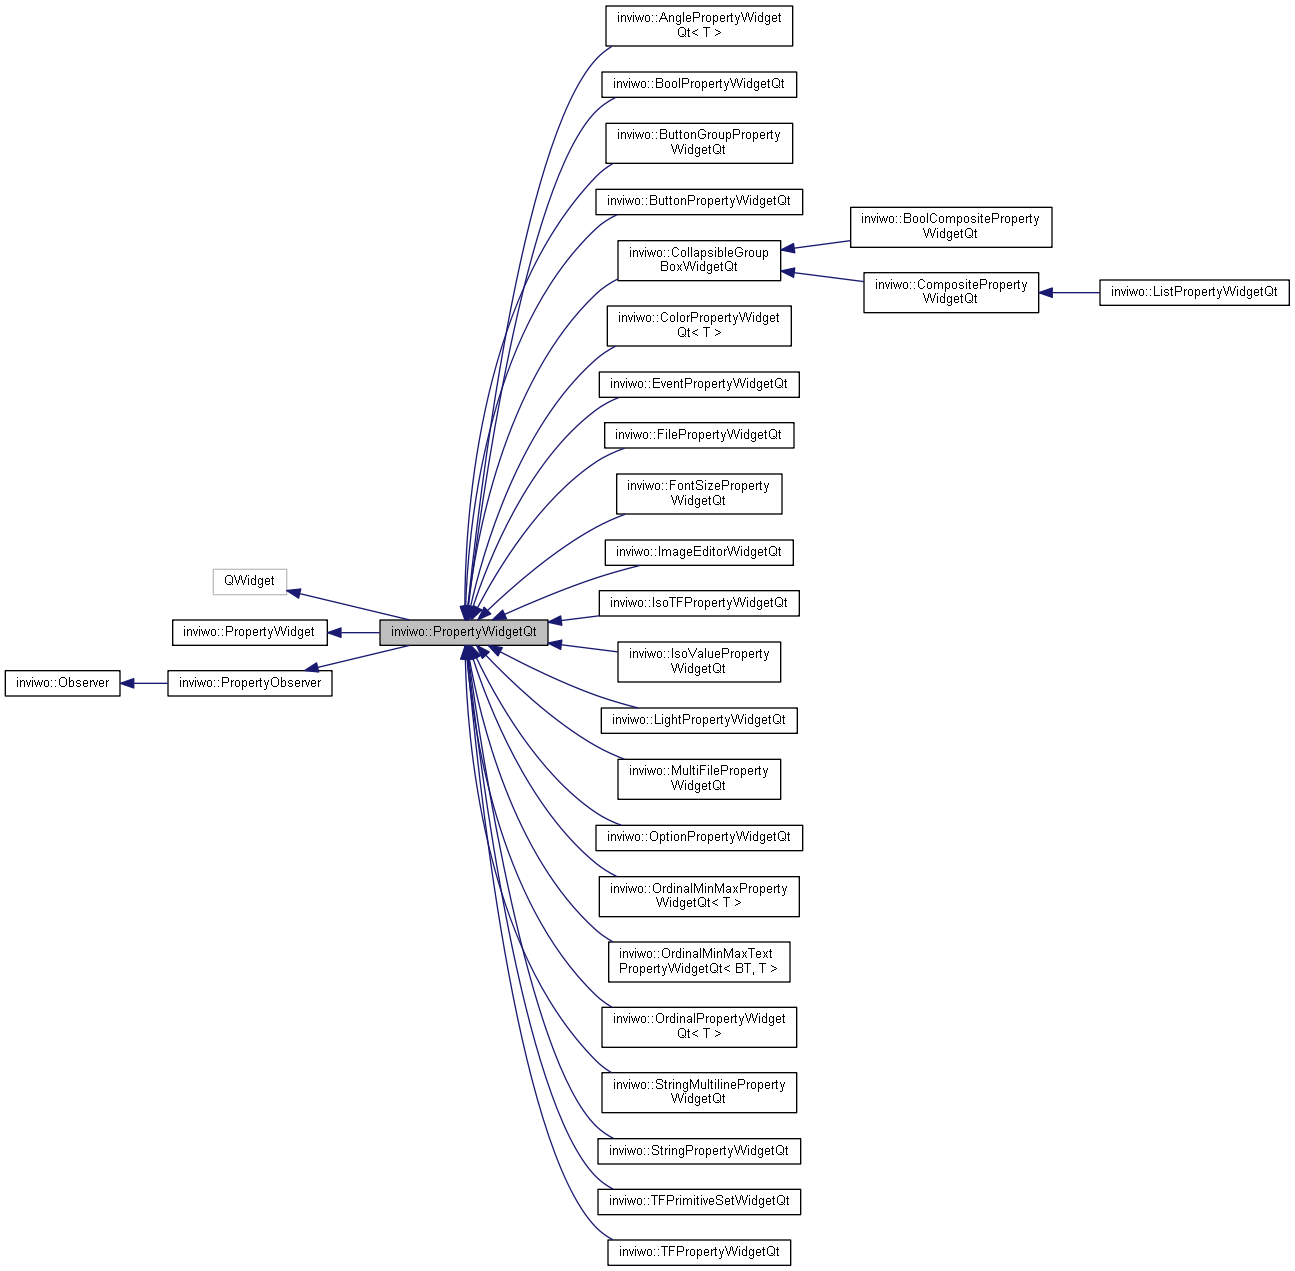 inviwo::AnglePropertyWidget
Qt< T >
inviwo::BoolPropertyWidgetQt
inviwo::ButtonGroupProperty
WidgetQt
inviwo::ButtonPropertyWidgetQt
inviwo::BoolCompositeProperty
WidgetQt
inviwo::CollapsibleGroup
BoxWidgetQt
inviwo::CompositeProperty
WidgetQt
inviwo::ListPropertyWidgetQt
inviwo::ColorPropertyWidget
Qt< T >
inviwo::EventPropertyWidgetQt
inviwo::FilePropertyWidgetQt
inviwo::FontSizeProperty
WidgetQt
inviwo::ImageEditorWidgetQt
QWidget
inviwo::IsoTFPropertyWidgetQt
inviwo::PropertyWidget
inviwo::PropertyWidgetQt
inviwo::IsoValueProperty
WidgetQt
inviwo::Observer
inviwo::PropertyObserver
inviwo::LightPropertyWidgetQt
inviwo::MultiFileProperty
WidgetQt
inviwo::OptionPropertyWidgetQt
inviwo::OrdinalMinMaxProperty
WidgetQt< T >
inviwo::OrdinalMinMaxText
PropertyWidgetQt< BT, T >
inviwo::OrdinalPropertyWidget
Qt< T >
inviwo::StringMultilineProperty
WidgetQt
inviwo::StringPropertyWidgetQt
inviwo::TFPrimitiveSetWidgetQt
inviwo::TFPropertyWidgetQt